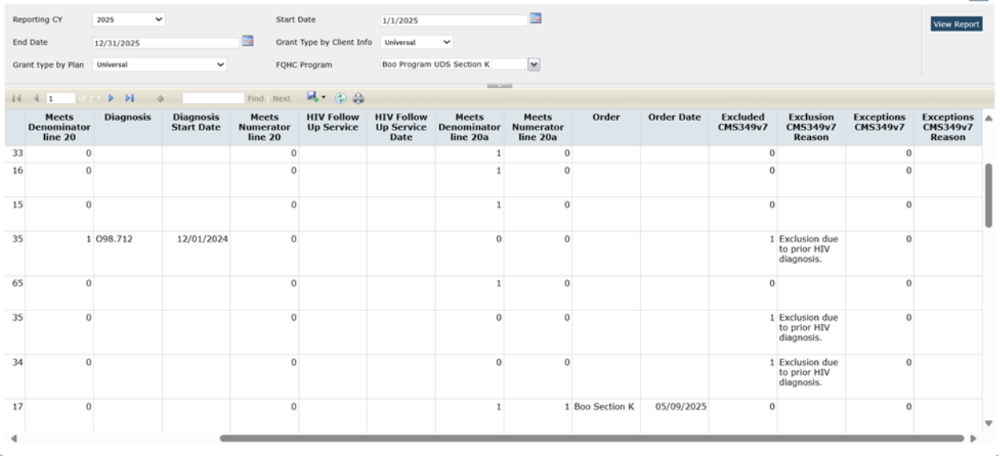 Reporting CY 2025 Start Date 1/1/2025 View Report
End Date 12/31/2025 Grant Type by Client Info Universal
Grant type by Plan Universal FQHC Program Boo Program UDS Section K
1 of 2 ? Find | Next
Meets Diagnosis Diagnosis Meets HIV Follow HIV Follow Meets Meets Order Order Date Excluded Exclusion Exceptions Exceptions
Denominator Start Date Numerator Up Service Up Service Denominator Numerator CMS349v7 CMS349v7 CMS349v7 CMS349v7
line 20 line 20 Date line 20a line 20a Reason Reason
33 0 0 1 0 0 0
16 0 0 1 0 0 0
15 0 0 1 0 0 0
35 1 O98.712 12/01/2024 0 0 0 1 Exclusion due 0
to prior HIV
diagnosis.
65 0 0 1 0 0 0
35 0 0 0 0 1 Exclusion due 0
to prior HIV
diagnosis.
34 0 0 0 0 1 Exclusion due 0
to prior HIV
diagnosis.
17 0 0 1 1 Boo Section K 05/09/2025 0 0